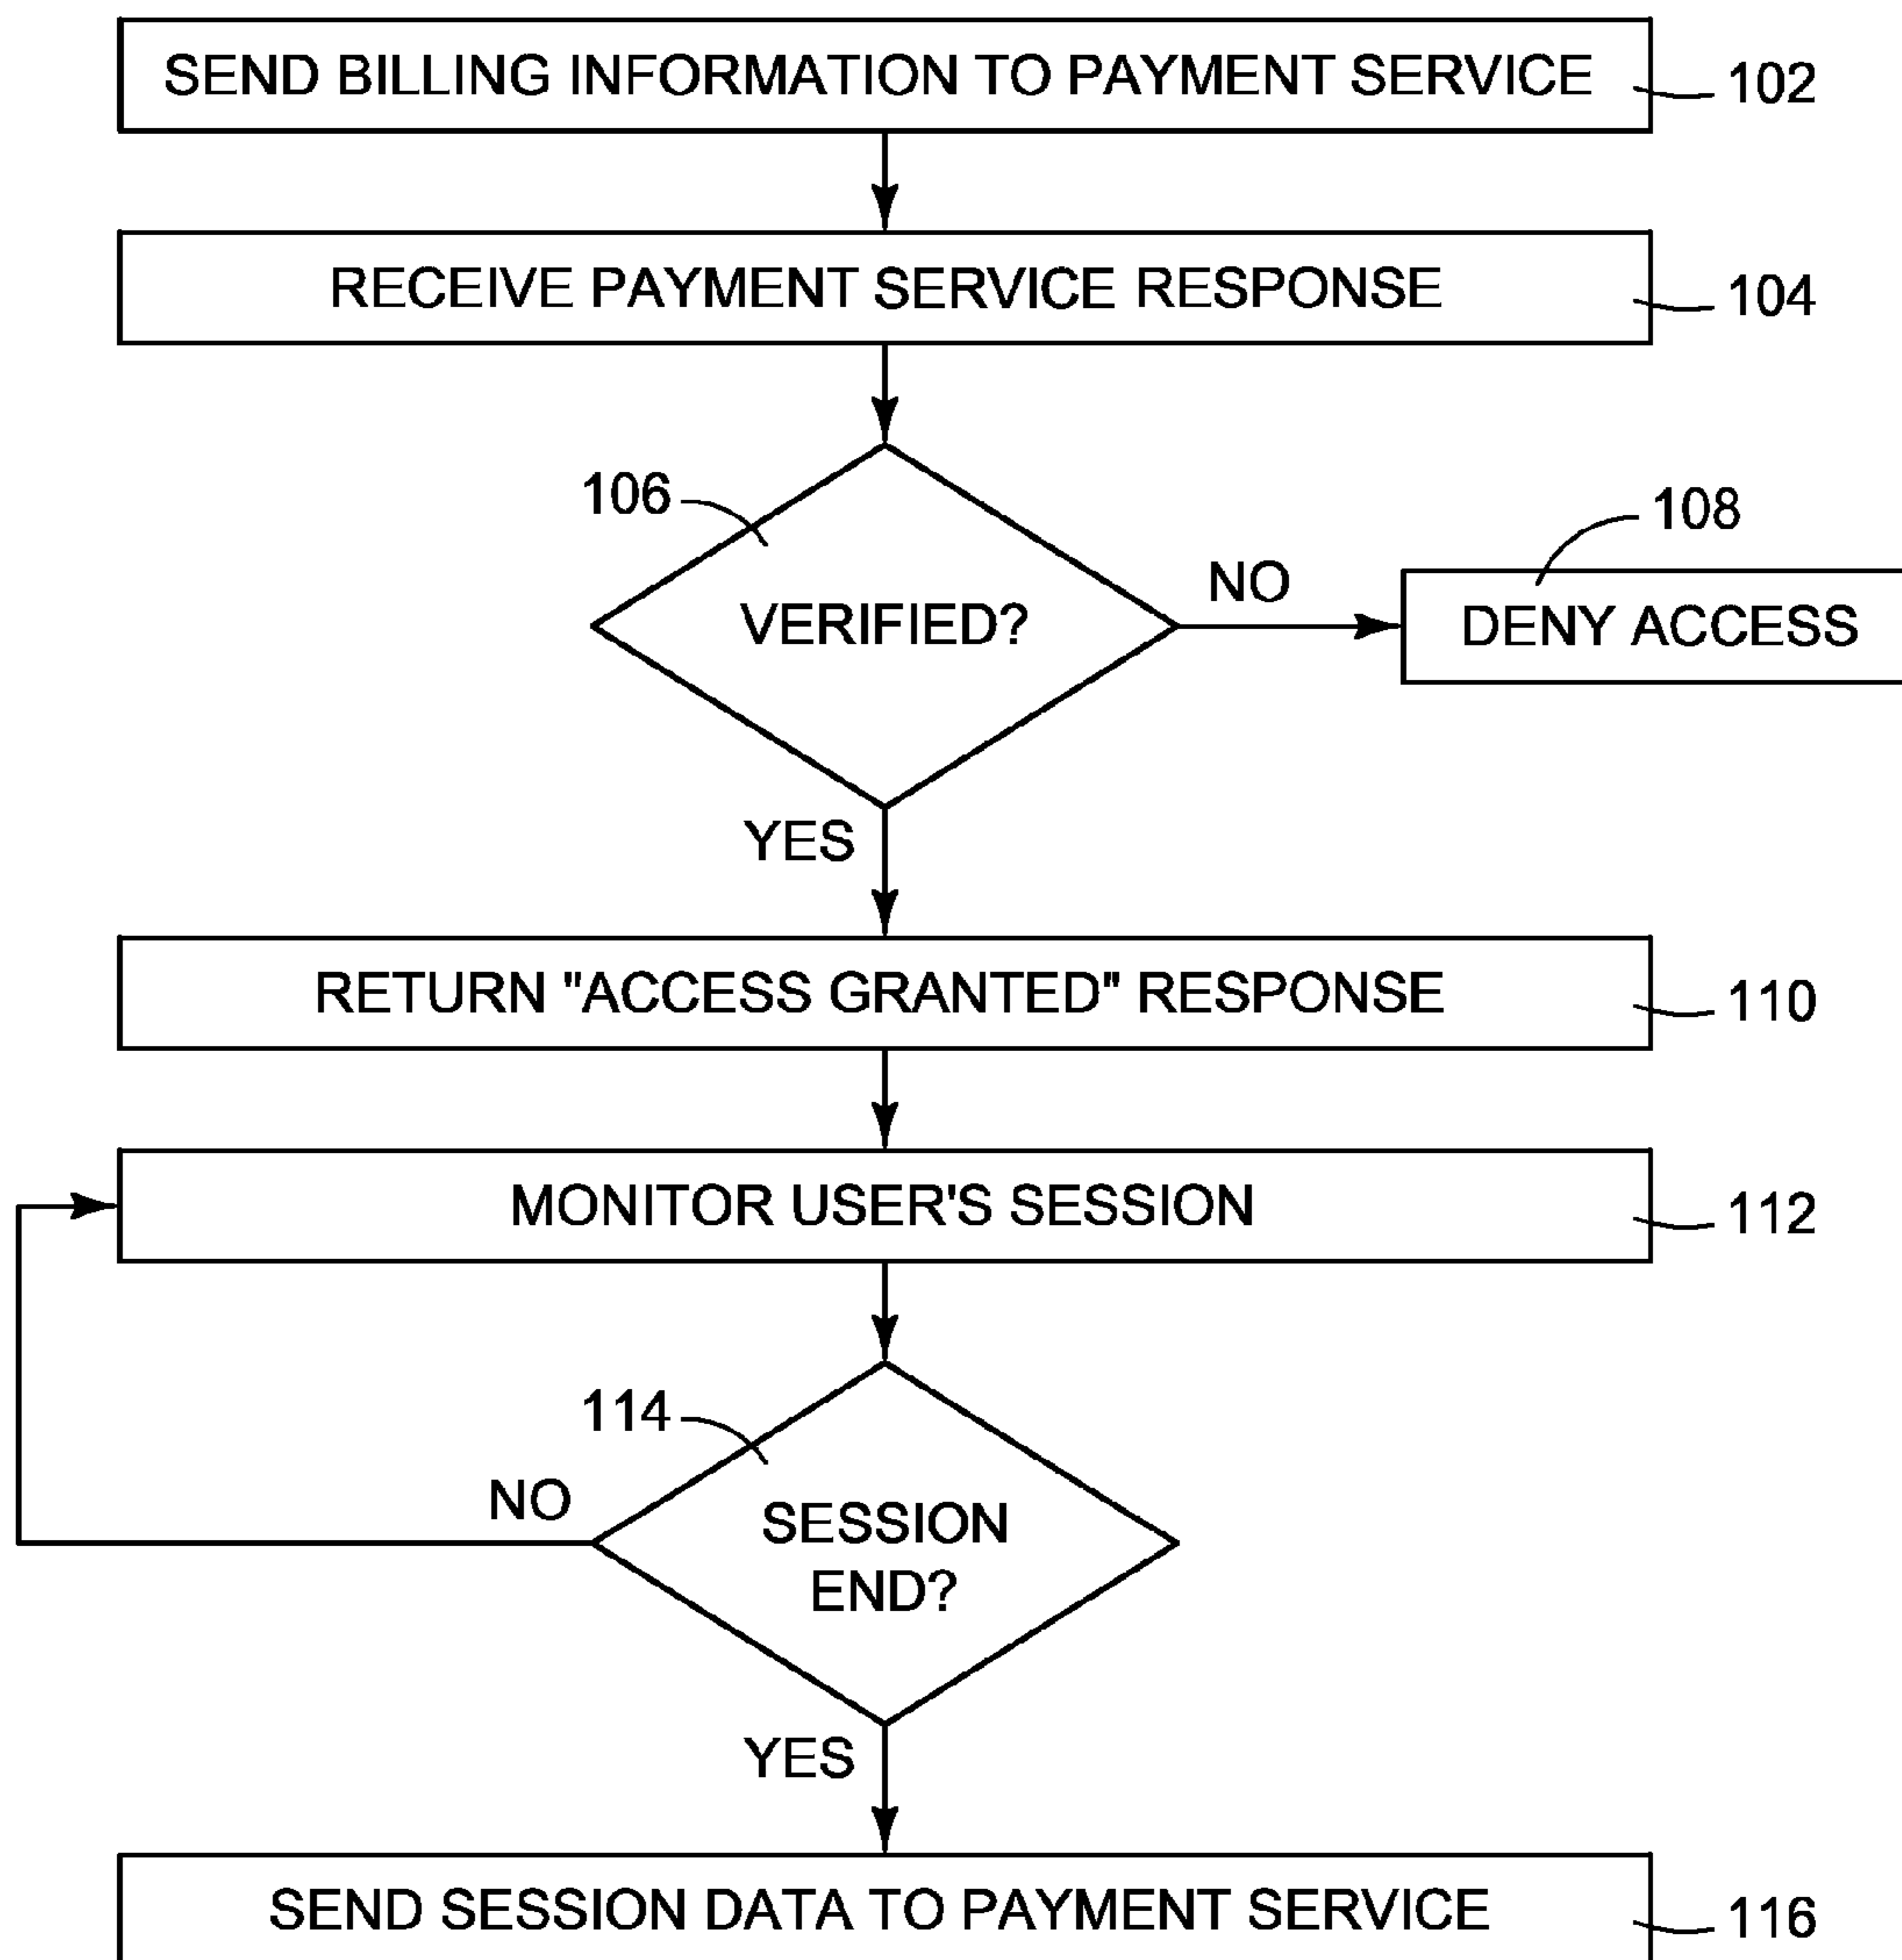 SEND BILLING INFORMATION TO PAYMENT SERVICE 102
RECEIVE PAYMENT SERVICE RESPONSE 104
106
108
VERIFIED?
NO
DENY ACCESS
YES
RETURN "ACCESS GRANTED" RESPONSE 110
MONITOR USER'S SESSION 112
114
NO
SESSION
END?
YES
SEND SESSION DATA TO PAYMENT SERVICE 116